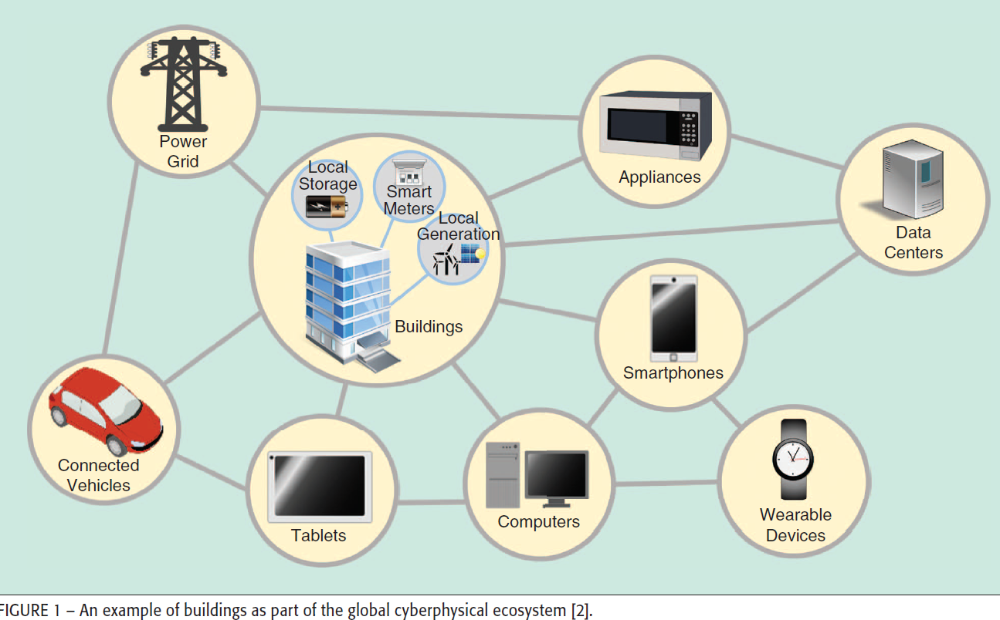 Power
Grid
Local
Storage
Smart
Meters
Local
Generation
Buildings
Appliances
Data
Centers
Smartphones
Connected
Vehicles
Tablets
Computers
Wearable
Devices
FIGURE 1 – An example of buildings as part of the global cyberphysical ecosystem [2].